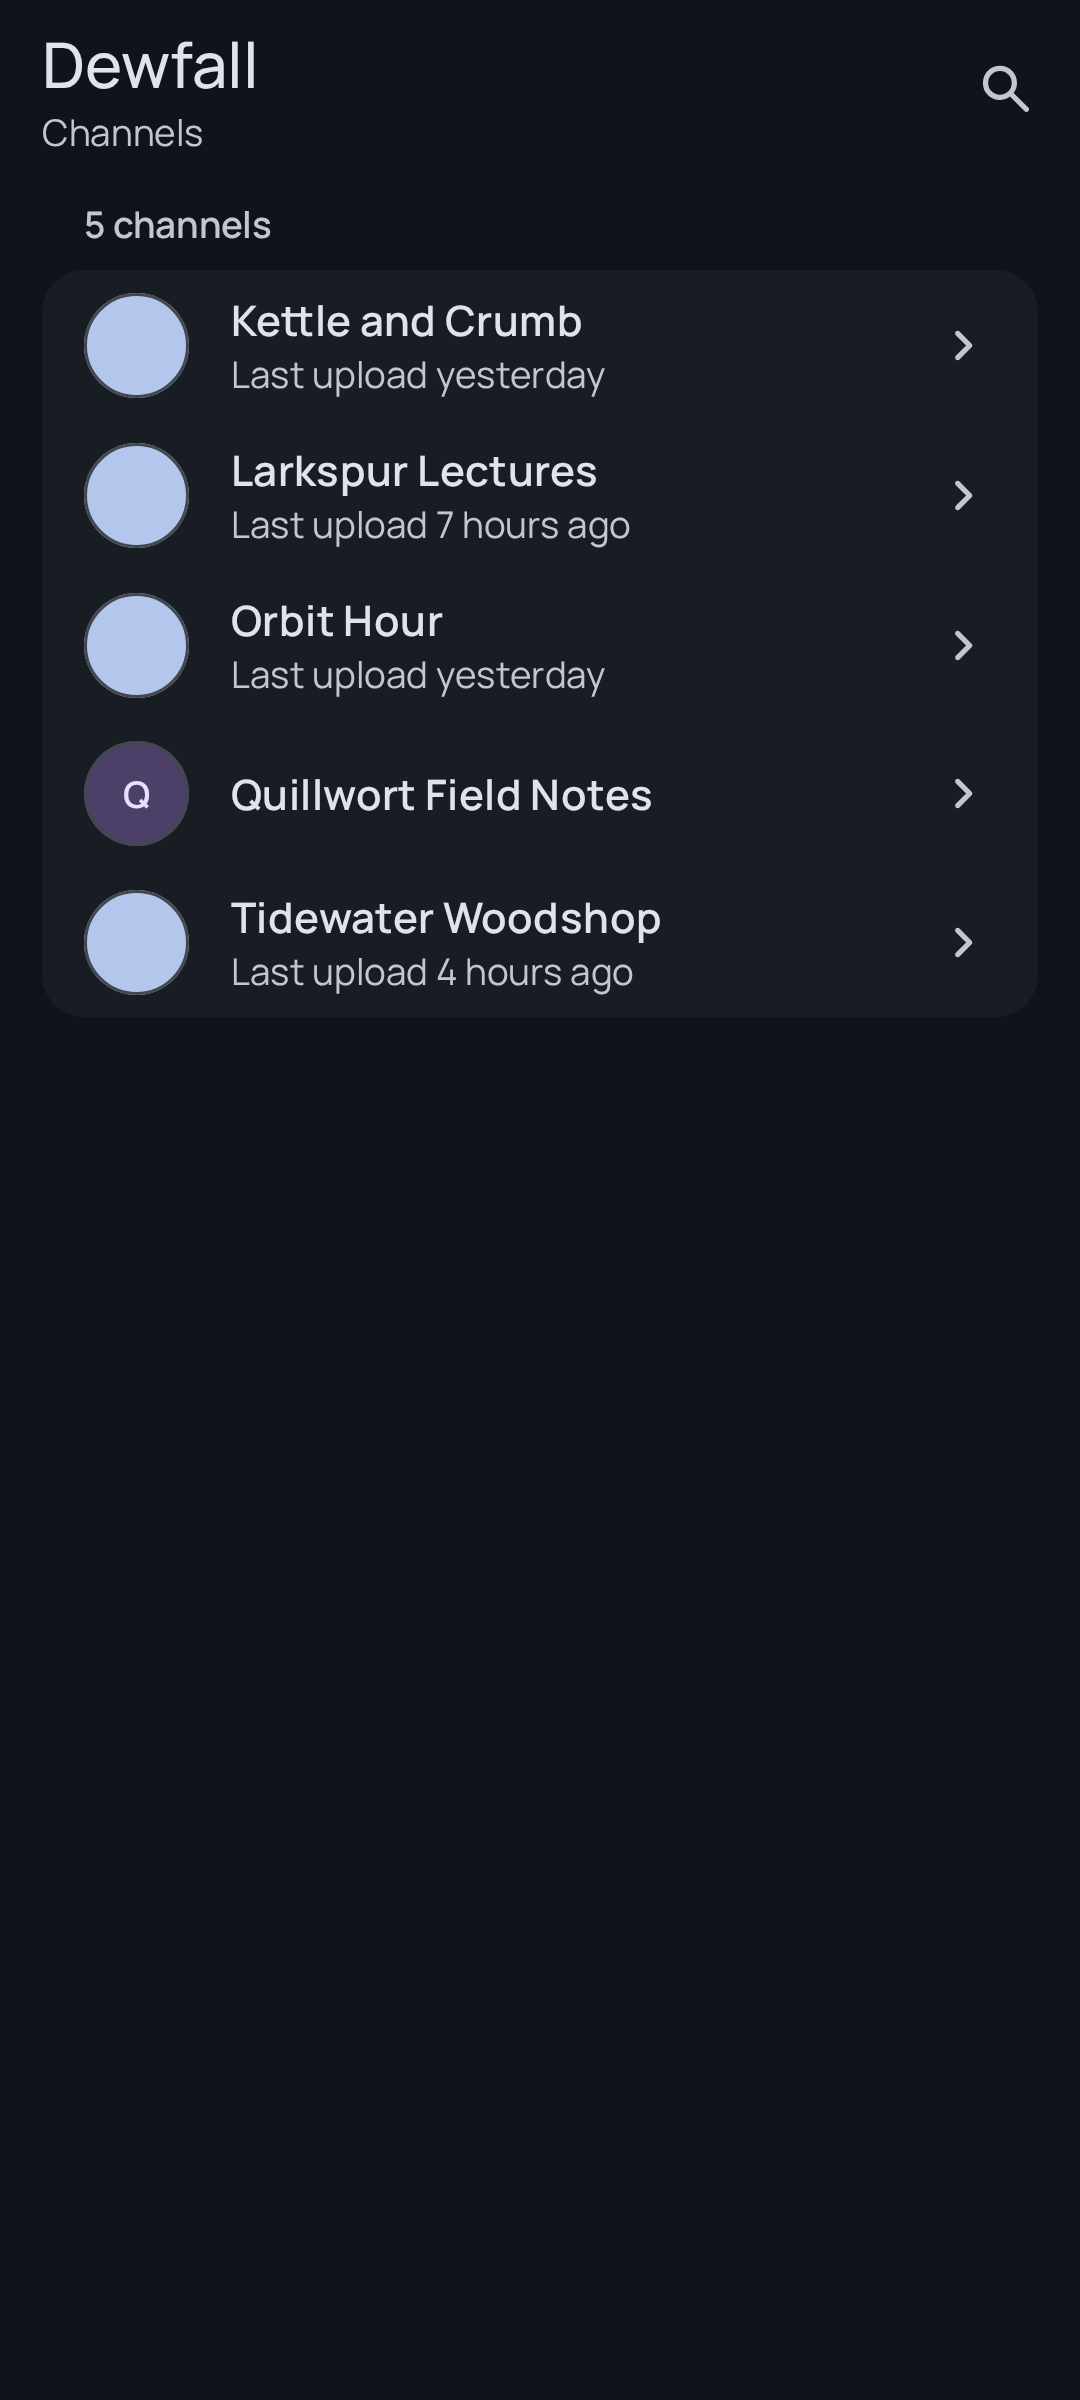 Dewfall
Channels
5 channels
Kettle and Crumb
Last upload yesterday
Larkspur Lectures
Last upload 7 hours ago
Orbit Hour
Last upload yesterday
Q
Quillwort Field Notes
Tidewater Woodshop
Last upload 4 hours ago